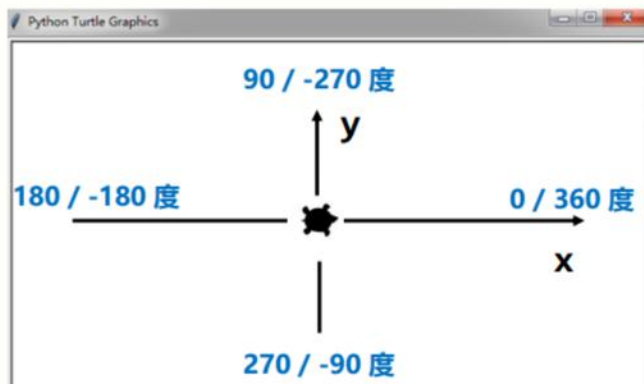 Python Turtle Graphics
90 / -270 度
y
180 / -180 度
0 / 360 度
x
270 / -90 度